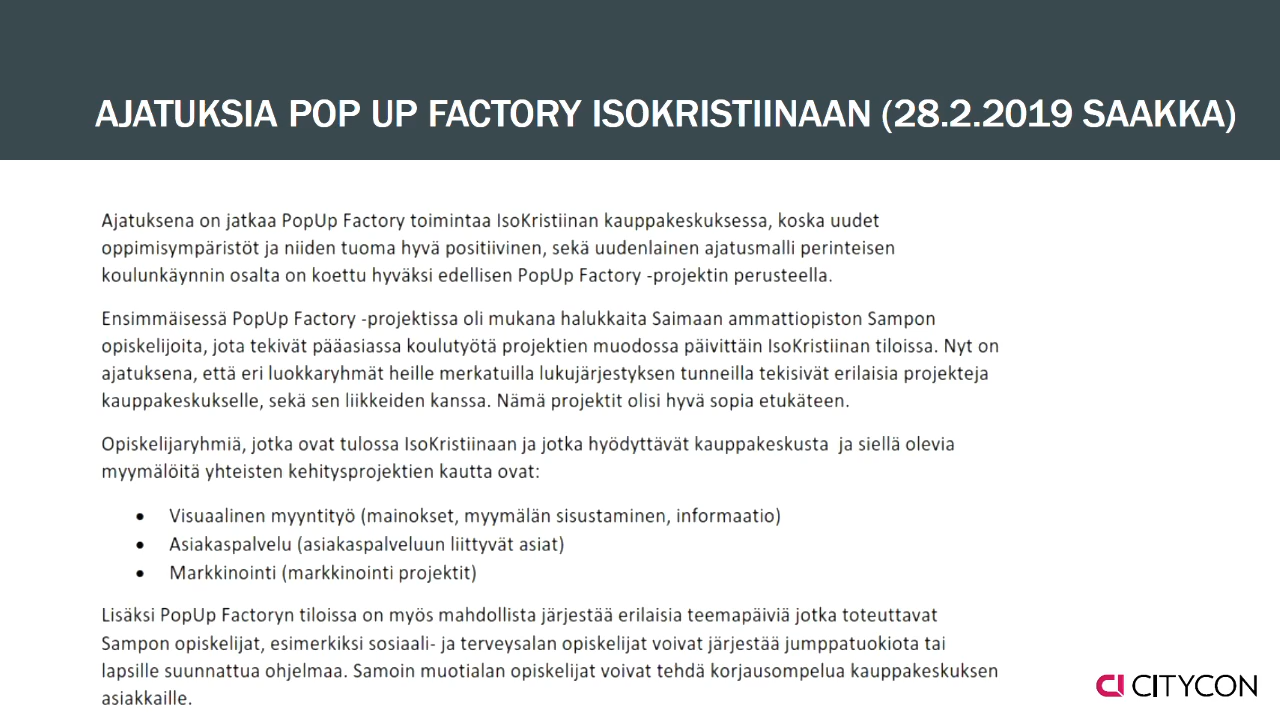 AJATUKSIA POP UP FACTORY ISOKRISTIINAAN (28.2.2019 SAAKKA)
Ajatuksena on jatkaa PopUp Factory toimintaa IsoKristiinan kauppakeskuksessa, koska uudet
oppimisympäristöt ja niiden tuoma hyvä positiivinen, sekä uudenlainen ajatusmalli perinteisen
koulunkäynnin osalta on koettu hyväksi edellisen PopUp Factory -projektin perusteella.
Ensimmäisessä PopUp Factory -projektissa oli mukana halukkaita Saimaan ammattiopiston Sampon
opiskelijoita, jota tekivät pääasiassa koulutyötä projektien muodossa päivittäin IsoKristiinan tiloissa. Nyt on
ajatuksena, että eri luokkaryhmät heille merkatuilla lukujärjestyksen tunneilla tekisivät erilaisia projekteja
kauppakeskukselle, sekä sen liikkeiden kanssa. Nämä projektit olisi hyvä sopia etukäteen.
Opiskelijaryhmiä, jotka ovat tulossa IsoKristiinaan ja jotka hyödyttävät kauppakeskusta ja siellä olevia
myymälöitä yhteisten kehitysprojektien kautta ovat:
• Visuaalinen myyntityö (mainokset, myymälän sisustaminen, informaatio)
• Asiakaspalvelu (asiakaspalveluun liittyvät asiat)
• Markkinointi (markkinointi projektit)
Lisäksi PopUp Factoryn tiloissa on myös mahdollista järjestää erilaisia teemapäiviä jotka toteuttavat
Sampon opiskelijat, esimerkiksi sosiaali- ja terveysalan opiskelijat voivat järjestää jumppatuokiota tai
lapsille suunnattua ohjelmaa. Samoin muotialan opiskelijat voivat tehdä korjausompelua kauppakeskuksen
asiakkaille.
CITYCON